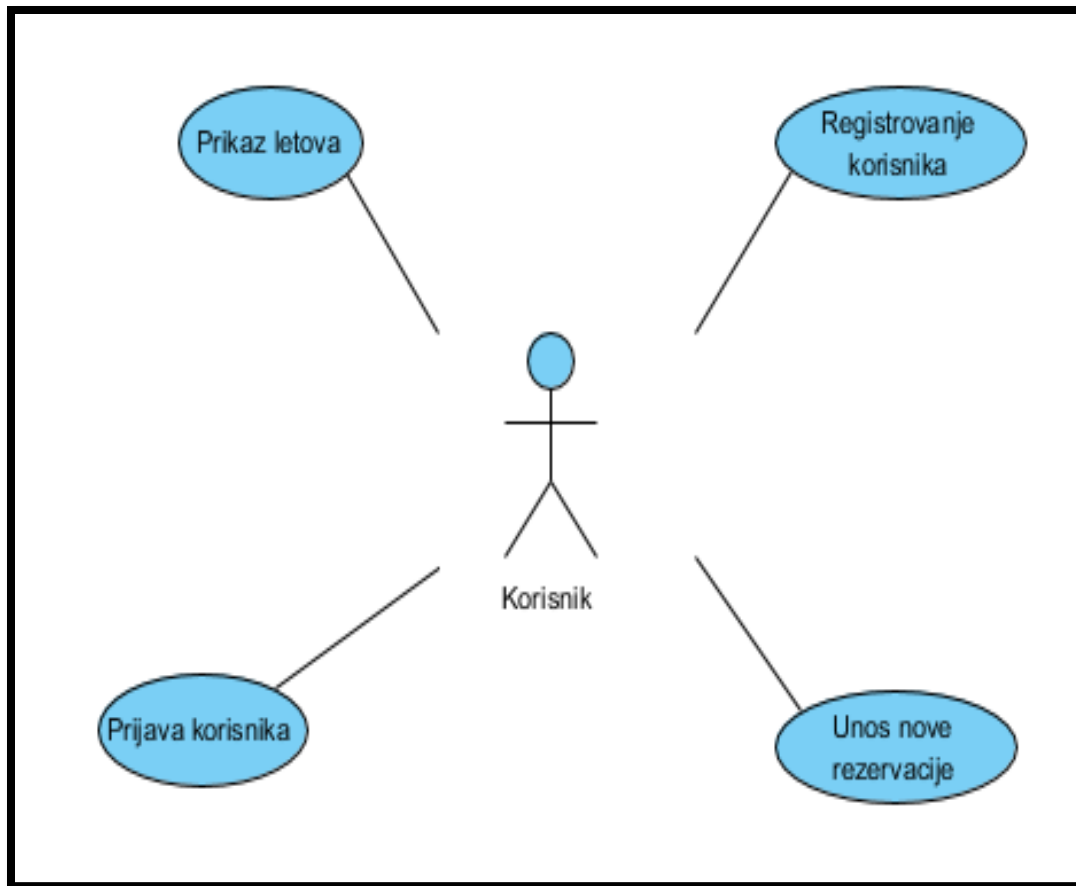 Prikaz letova
Registrovanje
korisnika
Korisnik
Prijava korisnika
Unos nove
rezervacije